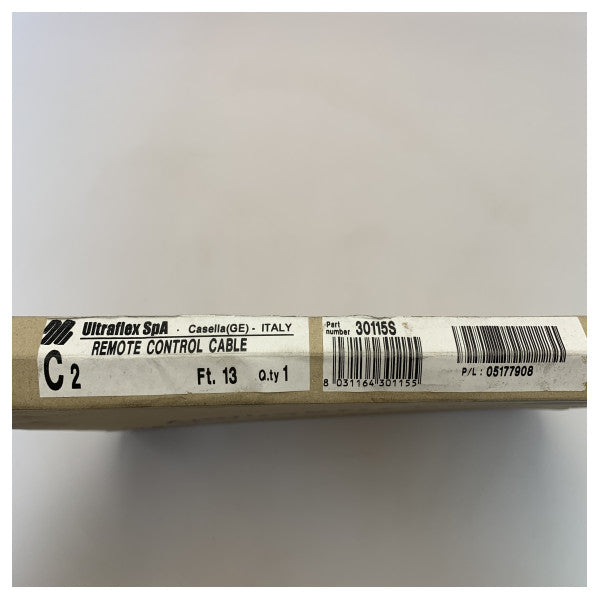 Ultraflex SpA · Casella(GE) - ITALY
REMOTE CONTROL CABLE
C 2 Ft. 13 Q.ty 1
Part number 30115S
8 031164 301155
P/L : 05177908